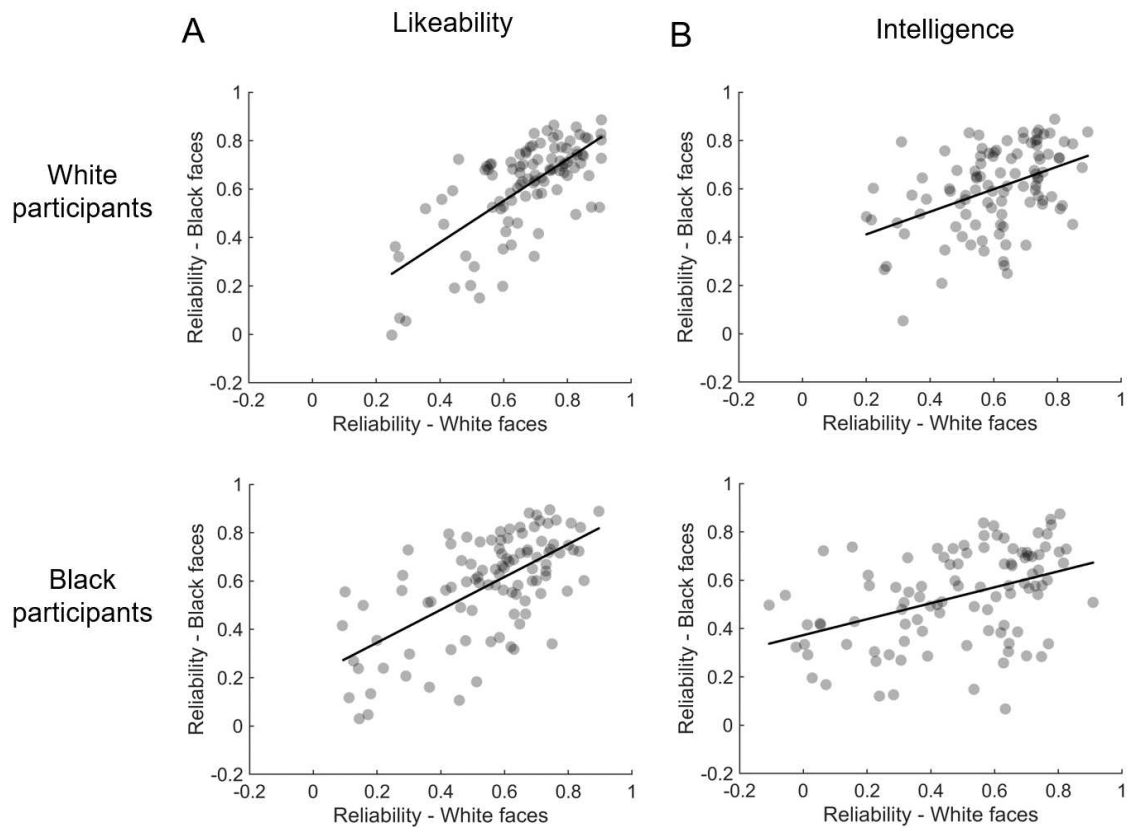 A
Likeability
B
Intelligence
White
participants
Reliability - Black faces
1
0.8
0.6
0.4
0.2
0
-0.2
-0.2 0 0.2 0.4 0.6 0.8 1
Reliability - White faces
Reliability - Black faces
1
0.8
0.6
0.4
0.2
0
-0.2
-0.2 0 0.2 0.4 0.6 0.8 1
Reliability - White faces
Black
participants
Reliability - Black faces
1
0.8
0.6
0.4
0.2
0
-0.2
-0.2 0 0.2 0.4 0.6 0.8 1
Reliability - White faces
Reliability - Black faces
1
0.8
0.6
0.4
0.2
0
-0.2
-0.2 0 0.2 0.4 0.6 0.8 1
Reliability - White faces